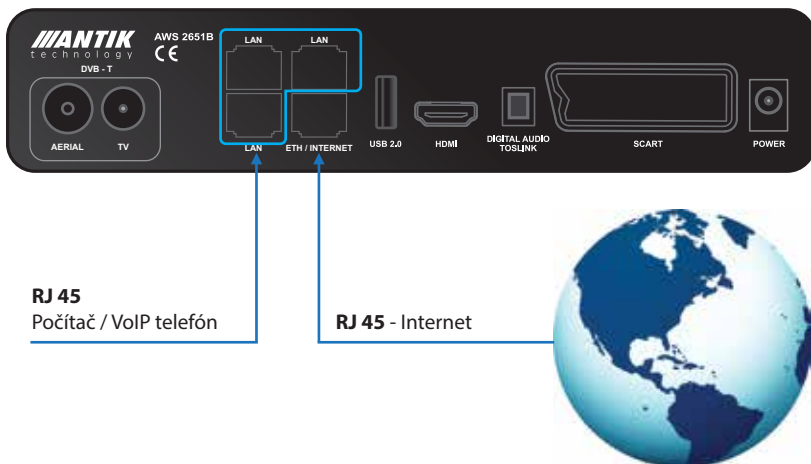 ANTIK
technology
AWS 2651B
CE
DVB - T
AERIAL
TV
LAN
LAN
LAN
ETH / INTERNET
USB 2.0
HDMI
DIGITAL AUDIO
TOSLINK
SCART
POWER
RJ 45
Počítač / VoIP telefón
RJ 45 - Internet